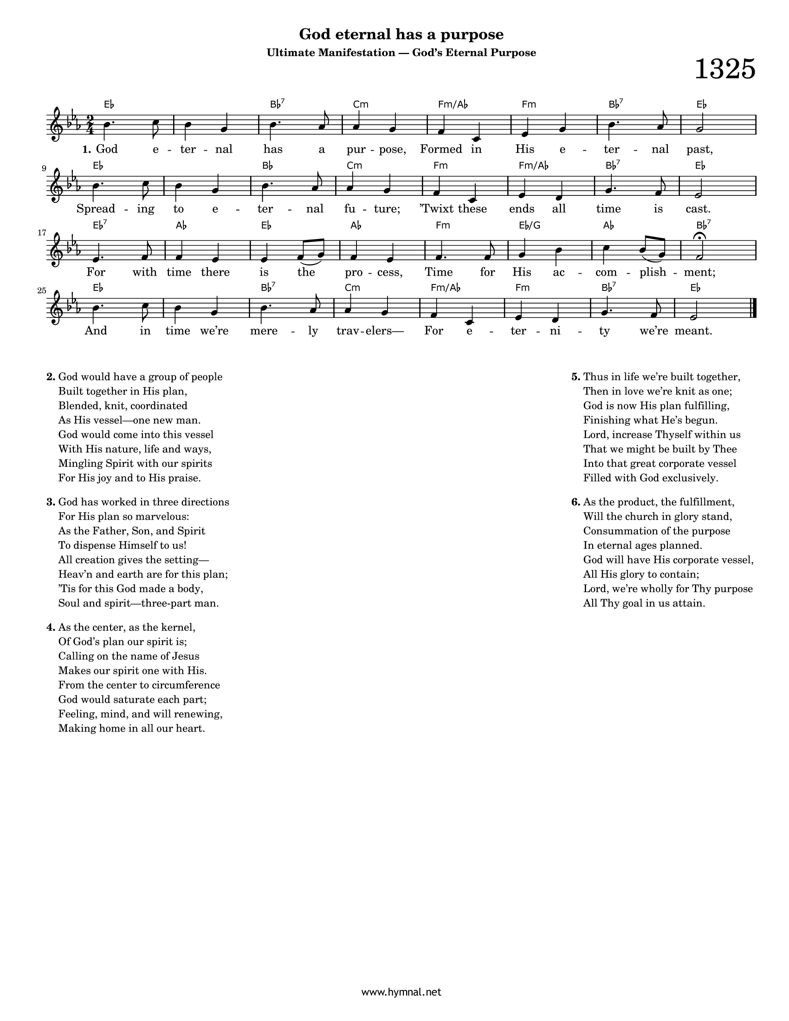 God eternal has a purpose
Ultimate Manifestation — God's Eternal Purpose
1325
E♭ B♭7 Cm Fm/A♭ Fm B♭7 E♭
1. God e - ter - nal has a pur - pose, Formed in His e - ter - nal past,
9
E♭ B♭ Cm Fm Fm/A♭ B♭7 E♭
Spread - ing to e - ter - nal fu - ture; 'Twixt these ends all time is cast.
17
E♭7 A♭ E♭ A♭ Fm E♭/G A♭ B♭7
For with time there is the pro - cess, Time for His ac - com - plish - ment;
25
E♭ B♭7 Cm Fm/A♭ Fm B♭7 E♭
And in time we're mere - ly trav - elers— For e - ter - ni - ty we're meant.
2. God would have a group of people
Built together in His plan,
Blended, knit, coordinated
As His vessel—one new man.
God would come into this vessel
With His nature, life and ways,
Mingling Spirit with our spirits
For His joy and to His praise.
3. God has worked in three directions
For His plan so marvelous:
As the Father, Son, and Spirit
To dispense Himself to us!
All creation gives the setting—
Heav'n and earth are for this plan;
'Tis for this God made a body,
Soul and spirit—three-part man.
4. As the center, as the kernel,
Of God's plan our spirit is;
Calling on the name of Jesus
Makes our spirit one with His.
From the center to circumference
God would saturate each part;
Feeling, mind, and will renewing,
Making home in all our heart.
5. Thus in life we're built together,
Then in love we're knit as one;
God is now His plan fulfilling,
Finishing what He's begun.
Lord, increase Thyself within us
That we might be built by Thee
Into that great corporate vessel
Filled with God exclusively.
6. As the product, the fulfillment,
Will the church in glory stand,
Consummation of the purpose
In eternal ages planned.
God will have His corporate vessel,
All His glory to contain;
Lord, we're wholly for Thy purpose
All Thy goal in us attain.
www.hymnal.net